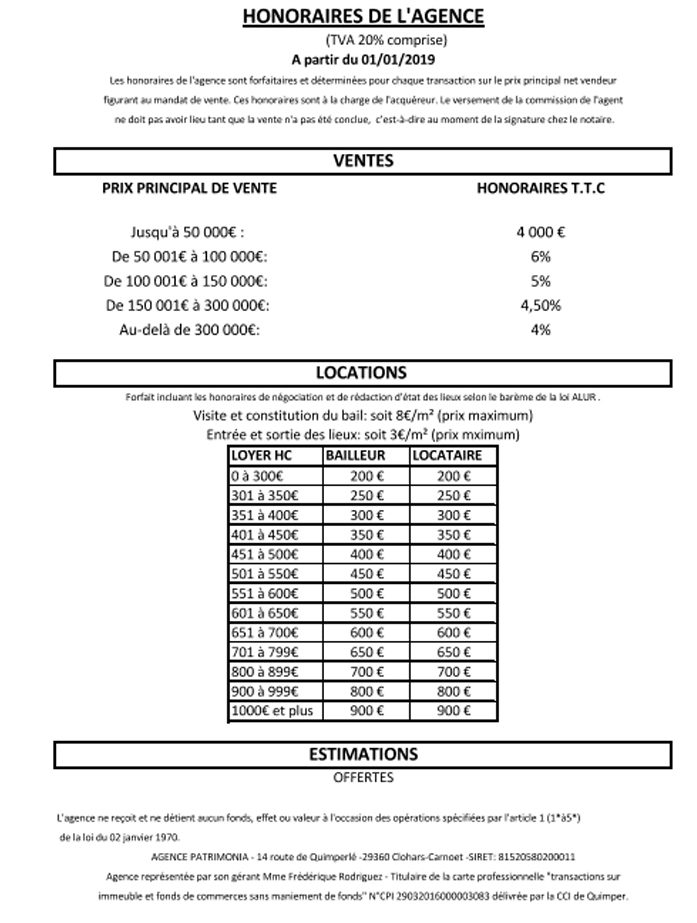 HONORAIRES DE L'AGENCE
(TVA 20% comprise)
A partir du 01/01/2019
Les honoraires de l'agence sont forfaitaires et déterminées pour chaque transaction sur le prix principal net vendeur
figurant au mandat de vente. Ces honoraires sont à la charge de l'acquéreur. Le versement de la commission de l'agent
ne doit pas avoir lieu tant que la vente n'a pas été conclue, c'est-à-dire au moment de la signature chez le notaire.
VENTES
PRIX PRINCIPAL DE VENTE HONORAIRES T.T.C
Jusqu'à 50 000€ : 4 000 €
De 50 001€ à 100 000€: 6%
De 100 001€ à 150 000€: 5%
De 150 001€ à 300 000€: 4,50%
Au-delà de 300 000€: 4%
LOCATIONS
Forfait incluant les honoraires de négociation et de rédaction d'état des lieux selon le barème de la loi ALUR .
Visite et constitution du bail: soit 8€/m² (prix maximum)
Entrée et sortie des lieux: soit 3€/m² (prix mximum)
LOYER HC BAILLEUR LOCATAIRE
0 à 300€ 200 € 200 €
301 à 350€ 250 € 250 €
351 à 400€ 300 € 300 €
401 à 450€ 350 € 350 €
451 à 500€ 400 € 400 €
501 à 550€ 450 € 450 €
551 à 600€ 500 € 500 €
601 à 650€ 550 € 550 €
651 à 700€ 600 € 600 €
701 à 799€ 650 € 650 €
800 à 899€ 700 € 700 €
900 à 999€ 800 € 800 €
1000€ et plus 900 € 900 €
ESTIMATIONS
OFFERTES
L'agence ne reçoit et ne détient aucun fonds, effet ou valeur à l'occasion des opérations spécifiées par l'article 1 (1°à5°)
de la loi du 02 janvier 1970.
AGENCE PATRIMONIA - 14 route de Quimperlé -29360 Clohars-Carnoet -SIRET: 81520580200011
Agence représentée par son gérant Mme Frédérique Rodriguez - Titulaire de la carte professionnelle "transactions sur
immeuble et fonds de commerces sans maniement de fonds" N°CPI 29032016000003083 délivrée par la CCI de Quimper.